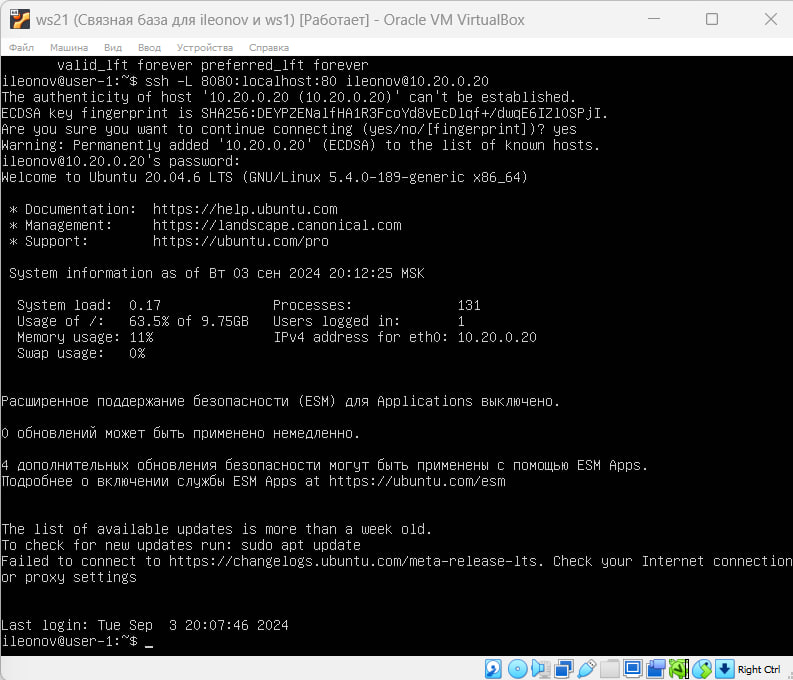 ws21 (Связная база для ileonov и ws1) [Работает] - Oracle VM VirtualBox
Файл Машина Вид Ввод Устройства Справка
valid_lft forever preferred_lft forever
ileonov@user-1:~$ ssh -L 8080:localhost:80 ileonov@10.20.0.20
The authenticity of host '10.20.0.20 (10.20.0.20)' can't be established.
ECDSA key fingerprint is SHA256:DEYPZENalfHA1R3FcoYd8vEcDlqf+/dwqE6IZlOSPjI.
Are you sure you want to continue connecting (yes/no/[fingerprint])? yes
Warning: Permanently added '10.20.0.20' (ECDSA) to the list of known hosts.
ileonov@10.20.0.20's password:
Welcome to Ubuntu 20.04.6 LTS (GNU/Linux 5.4.0-189-generic x86_64)
* Documentation: https://help.ubuntu.com
* Management: https://landscape.canonical.com
* Support: https://ubuntu.com/pro
System information as of Вт 03 сен 2024 20:12:25 MSK
System load: 0.17 Processes: 131
Usage of /: 63.5% of 9.75GB Users logged in: 1
Memory usage: 11% IPv4 address for eth0: 10.20.0.20
Swap usage: 0%
Расширенное поддержание безопасности (ESM) для Applications выключено.
0 обновлений может быть применено немедленно.
4 дополнительных обновления безопасности могут быть применены с помощью ESM Apps.
Подробнее о включении службы ESM Apps at https://ubuntu.com/esm
The list of available updates is more than a week old.
To check for new updates run: sudo apt update
Failed to connect to https://changelogs.ubuntu.com/meta-release-lts. Check your Internet connection
or proxy settings
Last login: Tue Sep 3 20:07:46 2024
ileonov@user-1:~$ _
Right Ctrl